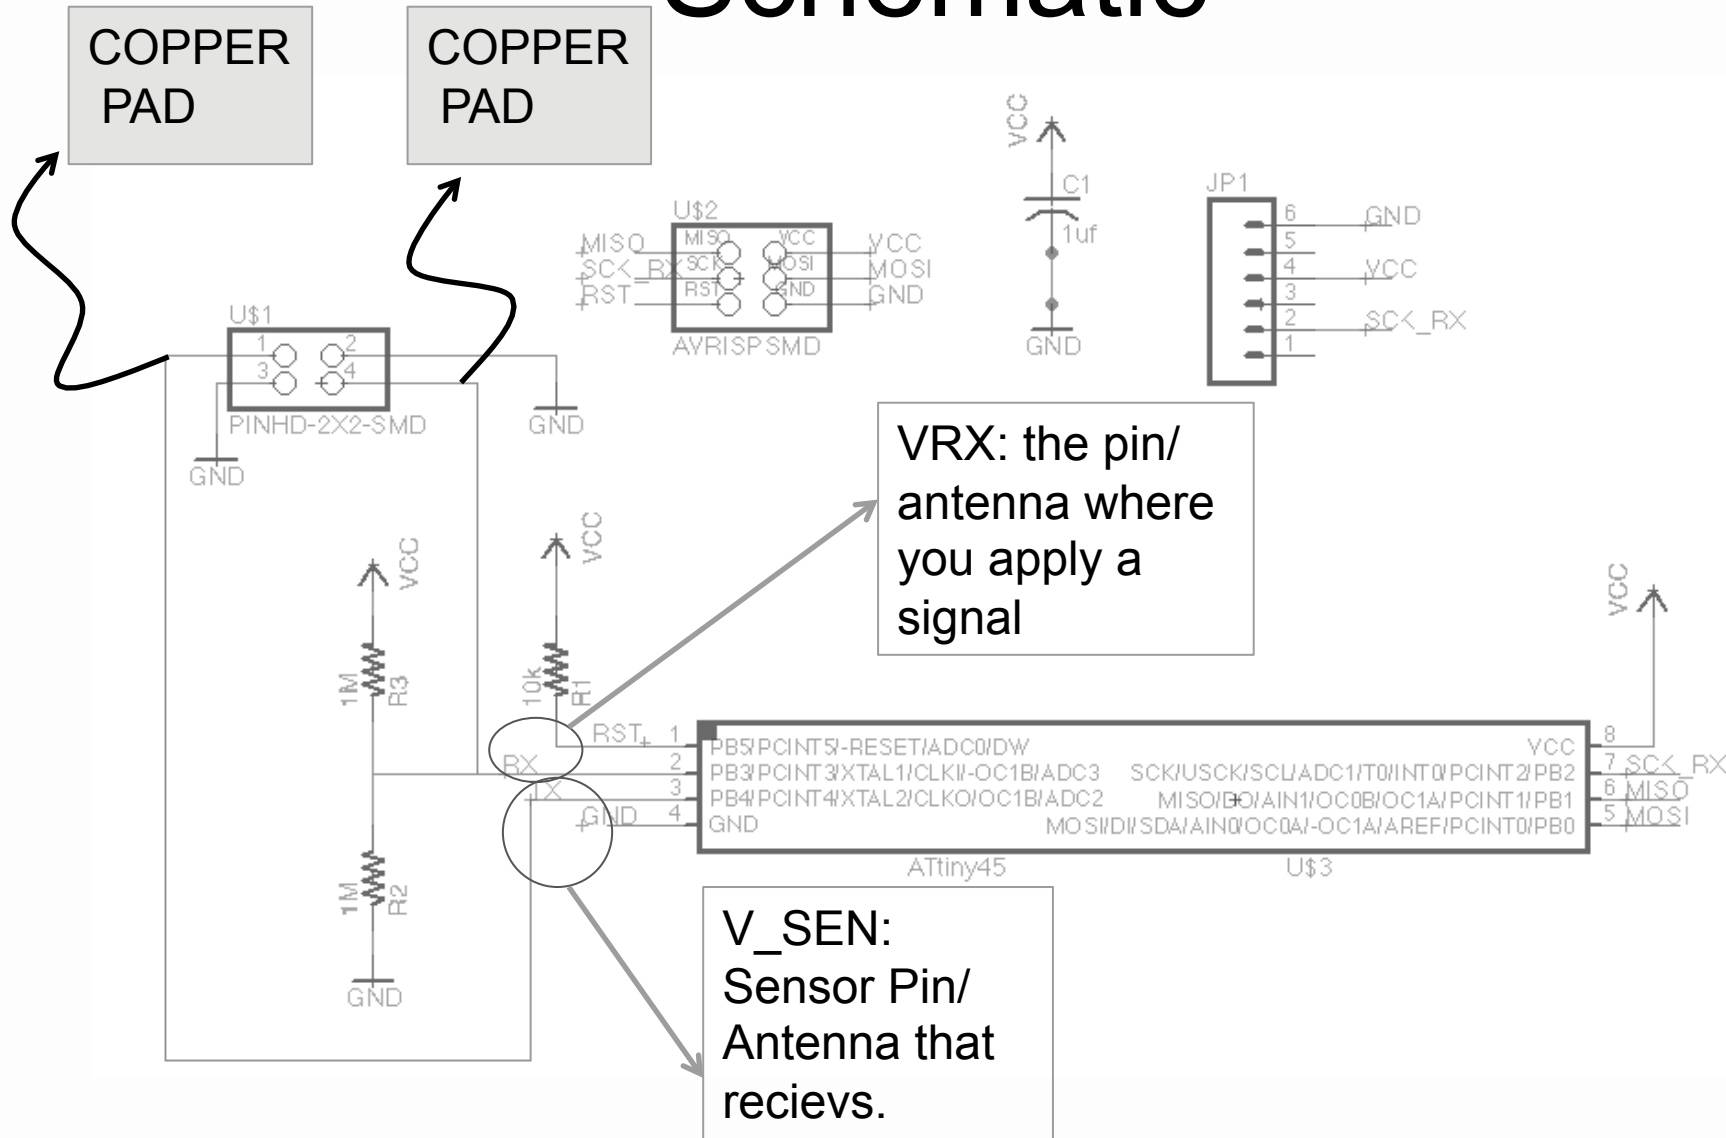 Schematic
COPPER
PAD
COPPER
PAD
VCC
C1
1uf
GND
JP1
6 GND
5
4 VCC
3
2 SCK_RX
1
U$2
MISO MISO VCC VCC
SCK_RX SCK MOSI MOSI
RST RST GND GND
AVRISPSMD
U$1
1 2
3 4
PINHD-2X2-SMD
GND
GND
VRX: the pin/
antenna where
you apply a
signal
VCC
VCC
VCC
1M
R3
10k
R1
RST 1 PB5/PCINT5/-RESET/ADC0/DW VCC 8
RX 2 PB3/PCINT3/XTAL1/CLKI/-OC1B/ADC3 SCK/USCK/SCL/ADC1/T0/INT0/PCINT2/PB2 7 SCK_RX
TX 3 PB4/PCINT4/XTAL2/CLKO/OC1B/ADC2 MISO/DO/AIN1/OC0B/OC1A/PCINT1/PB1 6 MISO
GND 4 GND MOSI/DI/SDA/AIN0/OC0A/-OC1A/AREF/PCINT0/PB0 5 MOSI
ATtiny45 U$3
1M
R2
GND
V_SEN:
Sensor Pin/
Antenna that
recievs.